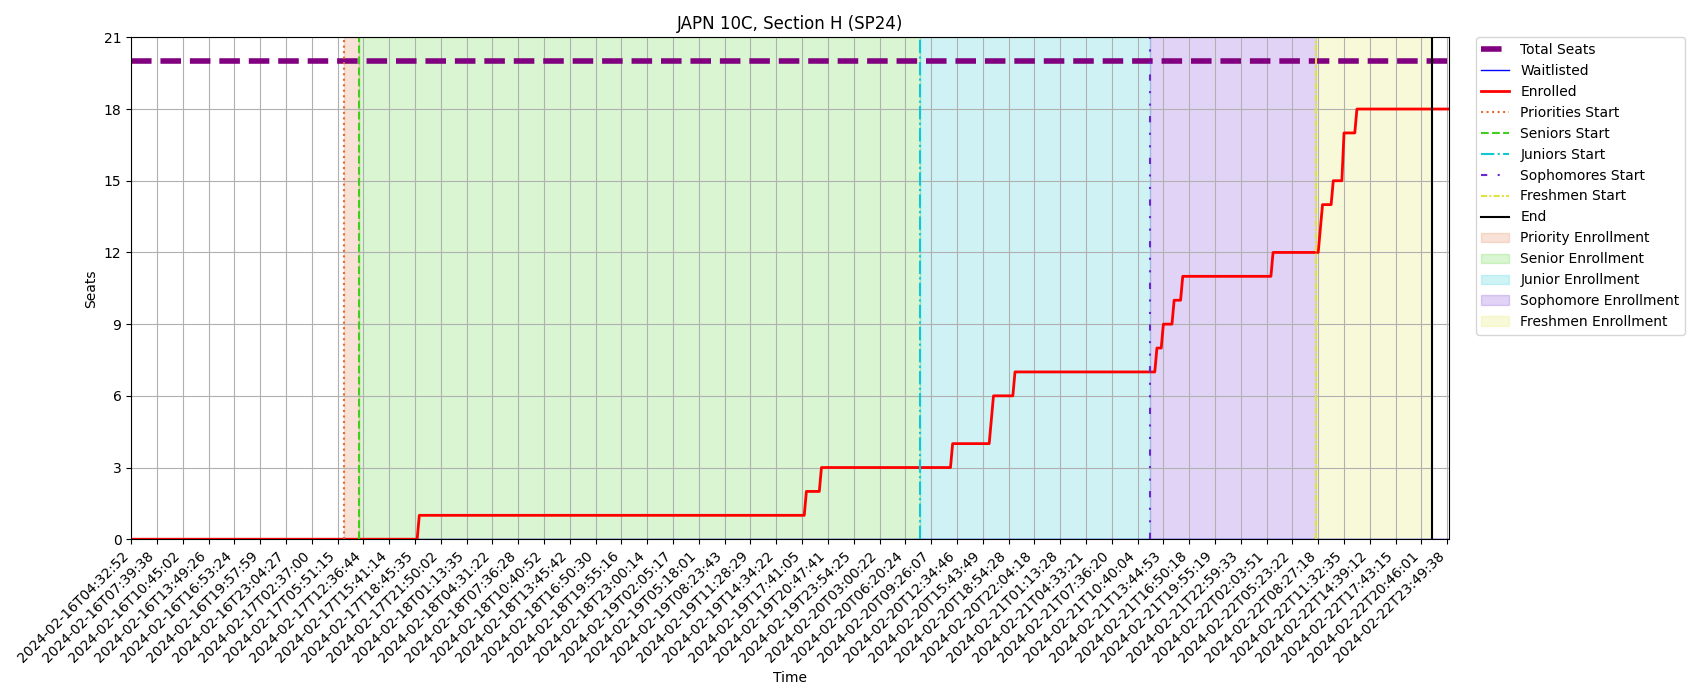 JAPN 10C, Section H (SP24)
21
18
15
12
9
6
3
0
Seats
2024-02-16T04:32:52
2024-02-16T07:39:38
2024-02-16T10:45:02
2024-02-16T13:49:26
2024-02-16T16:53:24
2024-02-16T19:57:59
2024-02-16T23:04:27
2024-02-17T02:37:00
2024-02-17T05:51:15
2024-02-17T12:36:44
2024-02-17T15:41:14
2024-02-17T18:45:35
2024-02-17T21:50:02
2024-02-18T01:13:35
2024-02-18T04:31:22
2024-02-18T07:36:28
2024-02-18T10:40:52
2024-02-18T13:45:42
2024-02-18T16:50:30
2024-02-18T19:55:16
2024-02-18T23:00:14
2024-02-19T02:05:17
2024-02-19T05:18:01
2024-02-19T08:23:43
2024-02-19T11:28:29
2024-02-19T14:34:22
2024-02-19T17:41:05
2024-02-19T20:47:41
2024-02-19T23:54:25
2024-02-20T03:00:22
2024-02-20T06:20:24
2024-02-20T09:26:07
2024-02-20T12:34:46
2024-02-20T15:43:49
2024-02-20T18:54:28
2024-02-20T22:04:18
2024-02-21T01:13:28
2024-02-21T04:33:21
2024-02-21T07:36:20
2024-02-21T10:40:04
2024-02-21T13:44:53
2024-02-21T16:50:18
2024-02-21T19:55:19
2024-02-21T22:59:33
2024-02-22T02:03:51
2024-02-22T05:23:22
2024-02-22T08:27:18
2024-02-22T11:32:35
2024-02-22T14:39:12
2024-02-22T17:43:15
2024-02-22T20:46:01
2024-02-22T23:49:38
Time
Total Seats
Waitlisted
Enrolled
Priorities Start
Seniors Start
Juniors Start
Sophomores Start
Freshmen Start
End
Priority Enrollment
Senior Enrollment
Junior Enrollment
Sophomore Enrollment
Freshmen Enrollment